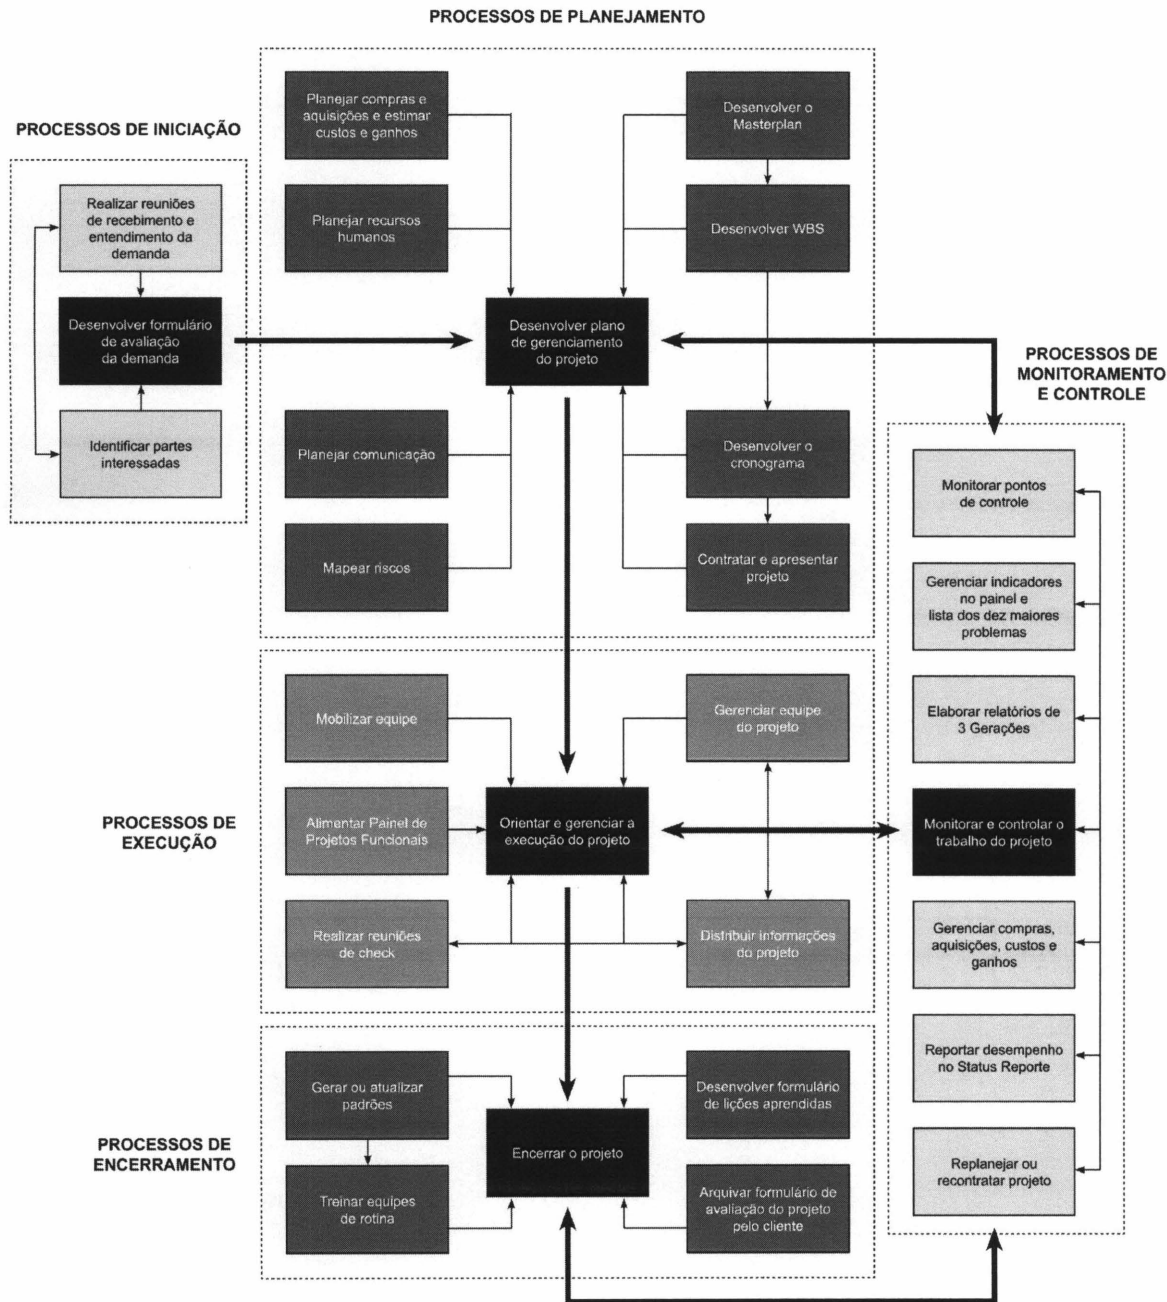 PROCESSOS DE PLANEJAMENTO
Planejar compras e
aquisições e estimar
custos e ganhos
Desenvolver o
Masterplan
PROCESSOS DE INICIAÇÃO
Realizar reuniões
de recebimento e
entendimento da
demanda
Planejar recursos
humanos
Desenvolver WBS
Desenvolver formulário
de avaliação
da demanda
Desenvolver plano
de gerenciamento
do projeto
PROCESSOS DE
MONITORAMENTO
E CONTROLE
Identificar partes
interessadas
Planejar comunicação
Desenvolver o
cronograma
Monitorar pontos
de controle
Mapear riscos
Contratar e apresentar
projeto
Gerenciar indicadores
no painel e
lista dos dez maiores
problemas
Mobilizar equipe
Gerenciar equipe
do projeto
Elaborar relatórios de
3 Gerações
PROCESSOS DE
EXECUÇÃO
Alimentar Painel de
Projetos Funcionais
Orientar e gerenciar a
execução do projeto
Monitorar e controlar o
trabalho do projeto
Realizar reuniões
de check
Distribuir informações
do projeto
Gerenciar compras,
aquisições, custos e
ganhos
Reportar desempenho
no Status Reporte
Gerar ou atualizar
padrões
Desenvolver formulário
de lições aprendidas
PROCESSOS DE
ENCERRAMENTO
Encerrar o projeto
Treinar equipes
de rotina
Arquivar formulário de
avaliação do projeto
pelo cliente
Replanejar ou
recontratar projeto